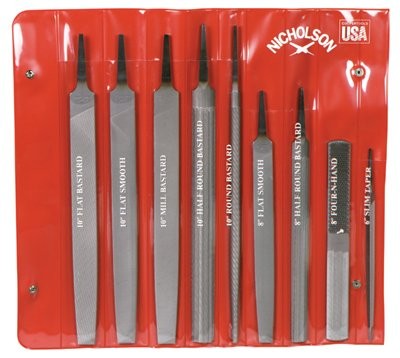 NICHOLSON
USA
10" FLAT BASTARD
10" FLAT SMOOTH
10" MILL BASTARD
10" HALF ROUND BASTARD
10" ROUND BASTARD
8" FLAT SMOOTH
8" HALF ROUND BASTARD
8" FOUR-N-HAND
6" SLIM TAPER